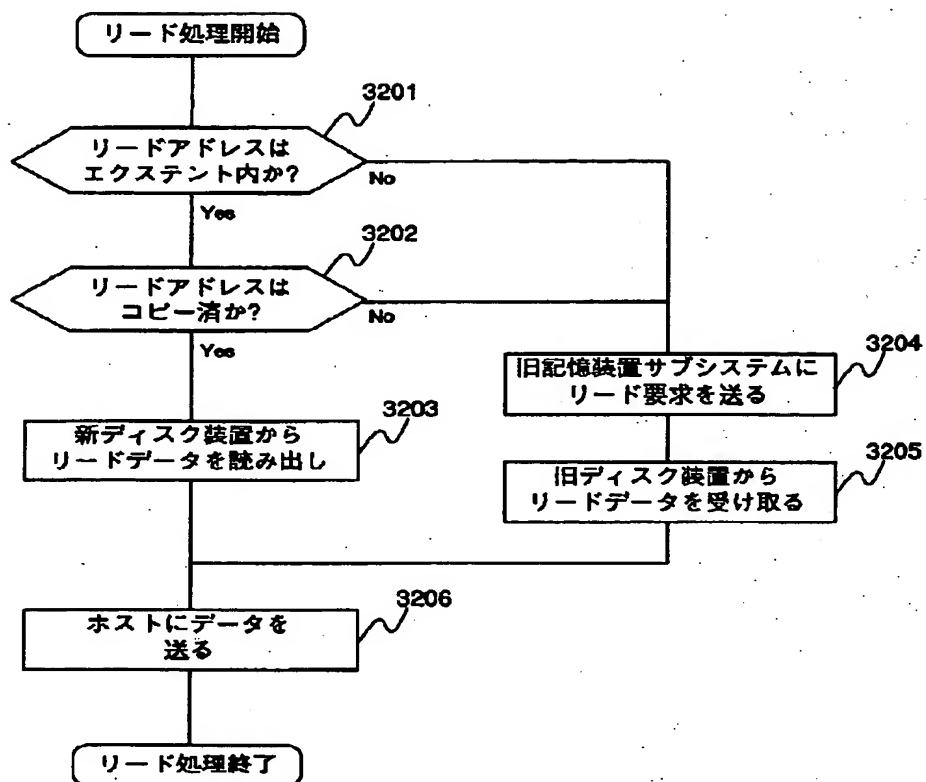 リード処理開始
3201
リードアドレスは
エクステント内か?
No
Yes
3202
リードアドレスは
コピー済か?
No
Yes
3204
旧記憶装置サブシステムに
リード要求を送る
3203
新ディスク装置から
リードデータを読み出し
3205
旧ディスク装置から
リードデータを受け取る
3206
ホストにデータを
送る
リード処理終了